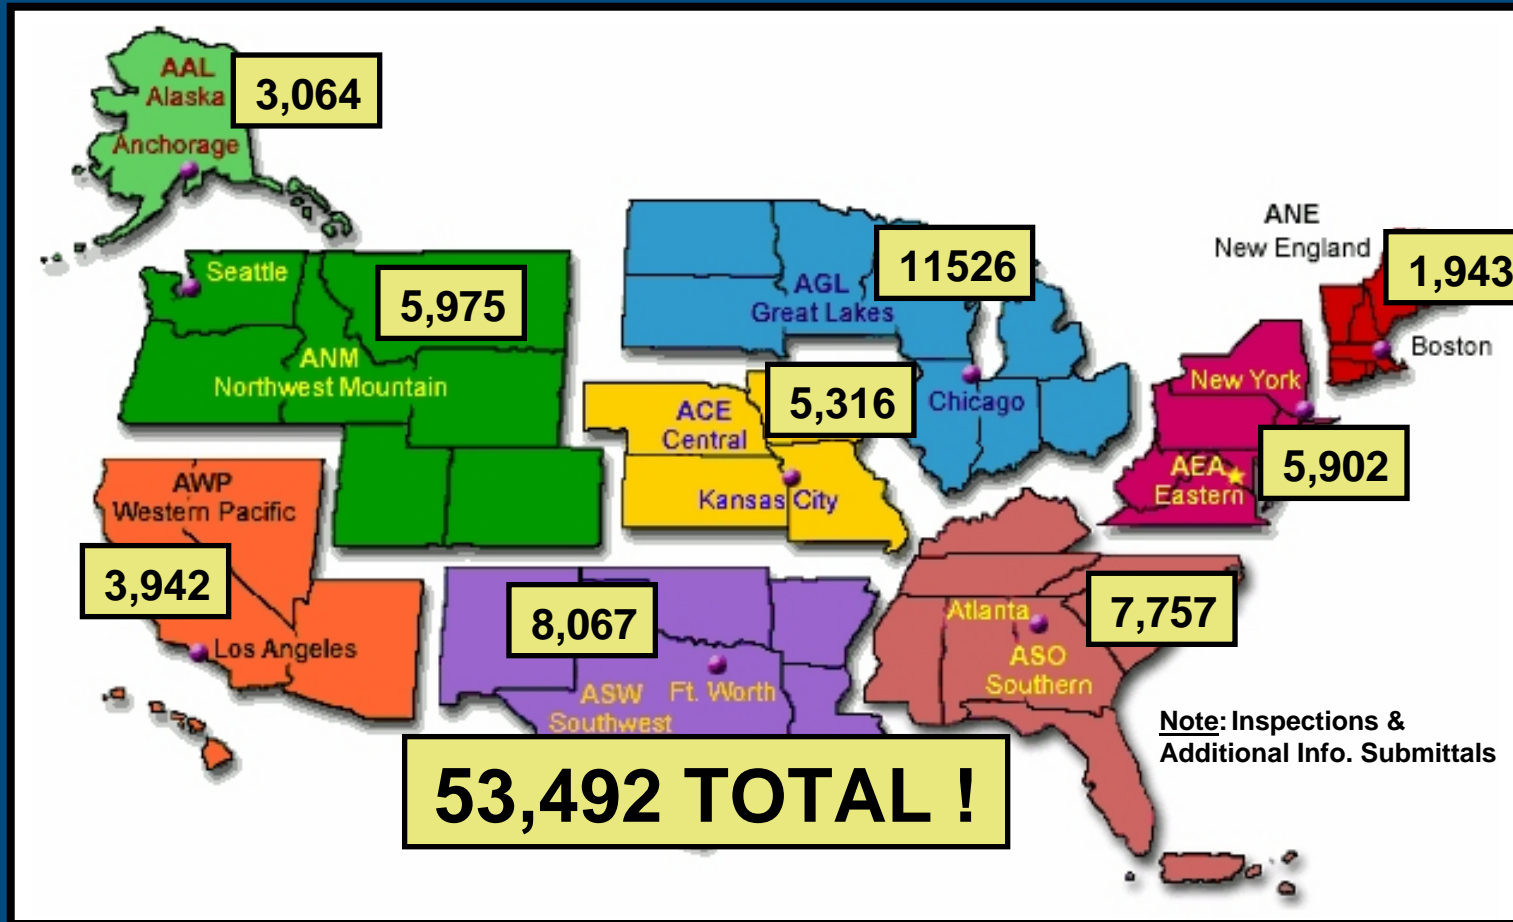 AAL
Alaska
3,064
Anchorage
ANE
New England
1,943
Boston
Seattle
5,975
ANM
Northwest Mountain
11526
AGL
Great Lakes
Chicago
5,316
ACE
Central
Kansas City
New York
5,902
AEA
Eastern
AWP
Western Pacific
3,942
Los Angeles
8,067
ASW
Southwest
Ft. Worth
Atlanta
7,757
ASO
Southern
Note: Inspections &
Additional Info. Submittals
53,492 TOTAL !